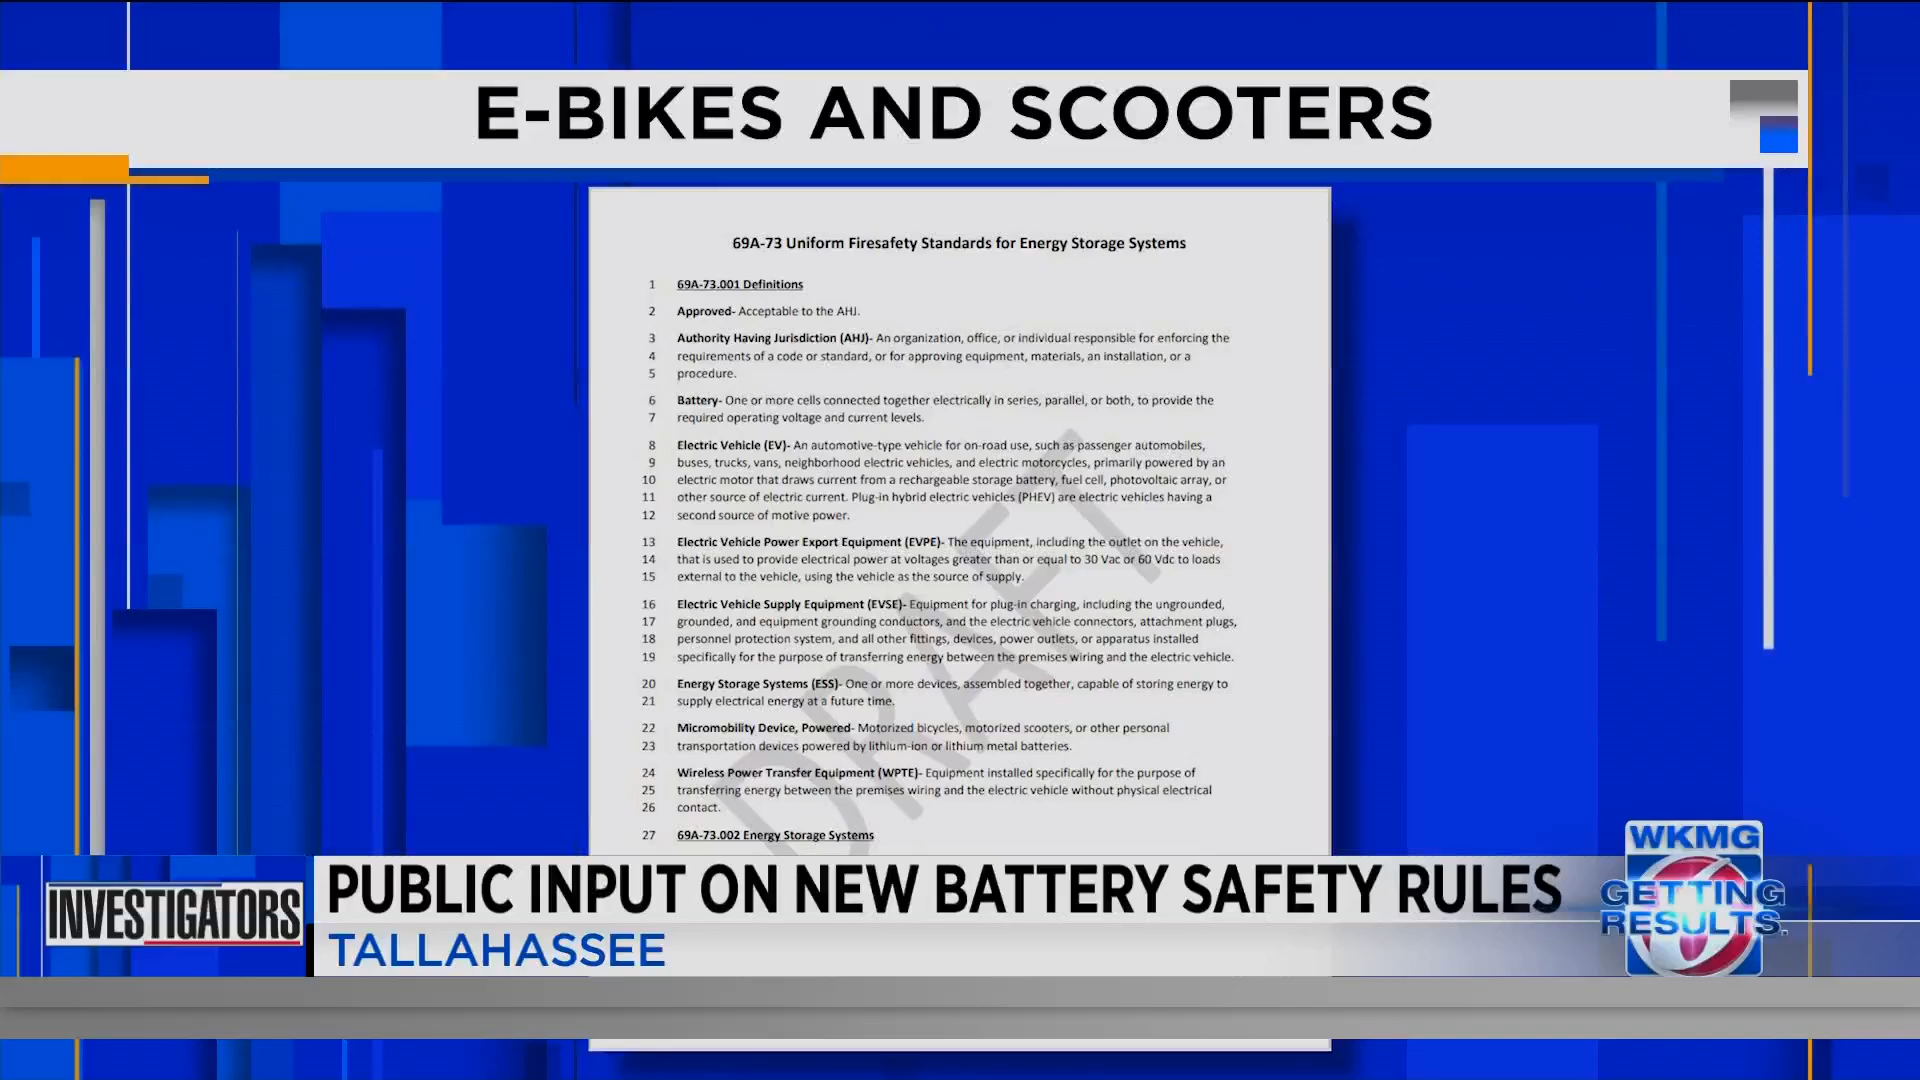 E-BIKES AND SCOOTERS
69A-73 Uniform Firesafety Standards for Energy Storage Systems
1 69A-73.001 Definitions
2 Approved- Acceptable to the AHJ.
3 Authority Having Jurisdiction (AHJ)- An organization, office, or individual responsible for enforcing the
4 requirements of a code or standard, or for approving equipment, materials, an installation, or a
5 procedure.
6 Battery- One or more cells connected together electrically in series, parallel, or both, to provide the
7 required operating voltage and current levels.
8 Electric Vehicle (EV)- An automotive-type vehicle for on-road use, such as passenger automobiles,
9 buses, trucks, vans, neighborhood electric vehicles, and electric motorcycles, primarily powered by an
10 electric motor that draws current from a rechargeable storage battery, fuel cell, photovoltaic array, or
11 other source of electric current. Plug-in hybrid electric vehicles (PHEV) are electric vehicles having a
12 second source of motive power.
13 Electric Vehicle Power Export Equipment (EVPE)- The equipment, including the outlet on the vehicle,
14 that is used to provide electrical power at voltages greater than or equal to 30 Vac or 60 Vdc to loads
15 external to the vehicle, using the vehicle as the source of supply.
16 Electric Vehicle Supply Equipment (EVSE)- Equipment for plug-in charging, including the ungrounded,
17 grounded, and equipment grounding conductors, and the electric vehicle connectors, attachment plugs,
18 personnel protection system, and all other fittings, devices, power outlets, or apparatus installed
19 specifically for the purpose of transferring energy between the premises wiring and the electric vehicle.
20 Energy Storage Systems (ESS)- One or more devices, assembled together, capable of storing energy to
21 supply electrical energy at a future time.
22 Micromobility Device, Powered- Motorized bicycles, motorized scooters, or other personal
23 transportation devices powered by lithium-ion or lithium metal batteries.
24 Wireless Power Transfer Equipment (WPTE)- Equipment installed specifically for the purpose of
25 transferring energy between the premises wiring and the electric vehicle without physical electrical
26 contact.
27 69A-73.002 Energy Storage Systems
DRAFT
INVESTIGATORS
PUBLIC INPUT ON NEW BATTERY SAFETY RULES
TALLAHASSEE
WKMG
GETTING
RESULTS